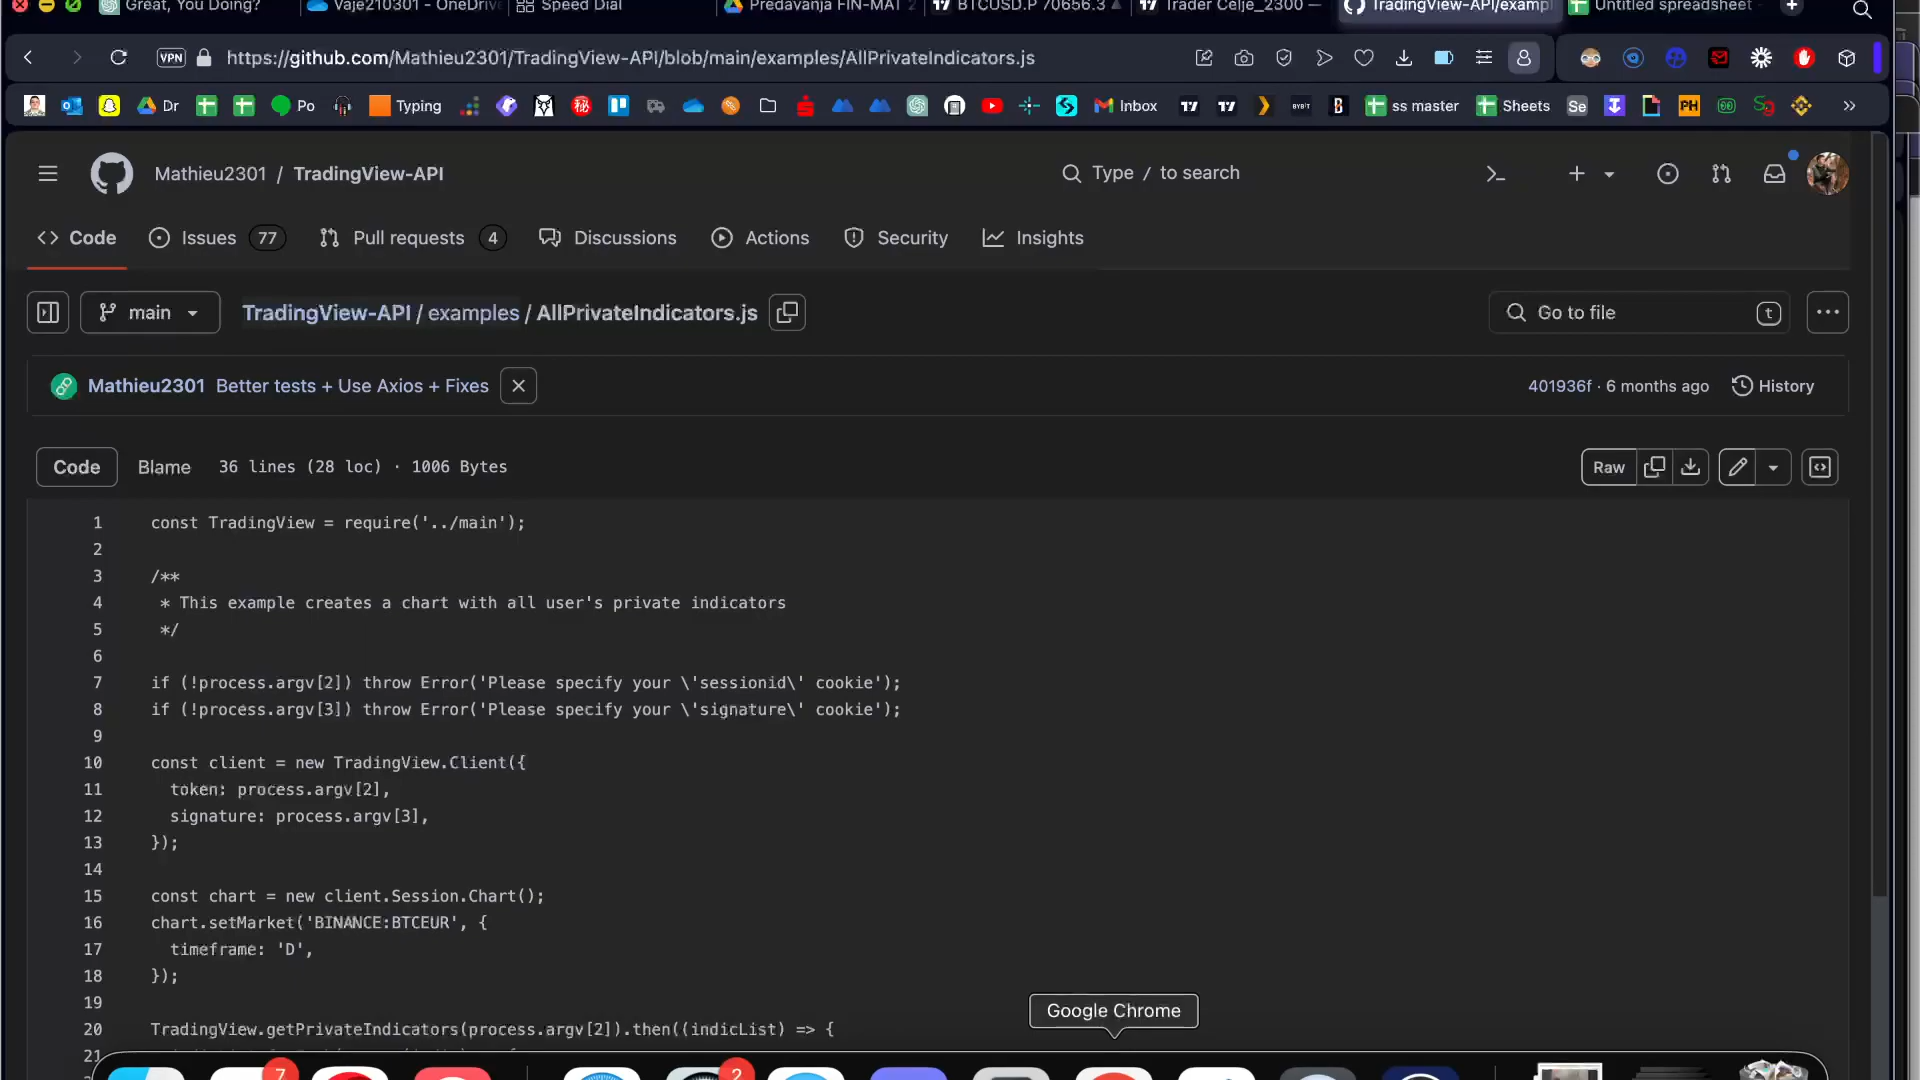 Great, You Doing?
Vaje210301 - OneDrive
Speed Dial
Predavanja FIN-MAT 2
BTCUSD.P 70656.3
Trader Celje_2300 —
TradingView-API/exampl
Untitled spreadsheet
VPN
https://github.com/Mathieu2301/TradingView-API/blob/main/examples/AllPrivateIndicators.js
Dr
Po
Typing
Inbox
ss master
Sheets
Se
PH
Mathieu2301 / TradingView-API
Type / to search
Code
Issues 77
Pull requests 4
Discussions
Actions
Security
Insights
main
TradingView-API / examples / AllPrivateIndicators.js
Go to file
t
Mathieu2301 Better tests + Use Axios + Fixes
401936f · 6 months ago
History
Code
Blame
36 lines (28 loc) · 1006 Bytes
Raw
1 const TradingView = require('../main');
2
3 /**
4 * This example creates a chart with all user's private indicators
5 */
6
7 if (!process.argv[2]) throw Error('Please specify your \'sessionid\' cookie');
8 if (!process.argv[3]) throw Error('Please specify your \'signature\' cookie');
9
10 const client = new TradingView.Client({
11 token: process.argv[2],
12 signature: process.argv[3],
13 });
14
15 const chart = new client.Session.Chart();
16 chart.setMarket('BINANCE:BTCEUR', {
17 timeframe: 'D',
18 });
19
20 TradingView.getPrivateIndicators(process.argv[2]).then((indicList) => {
21
Google Chrome
7
2